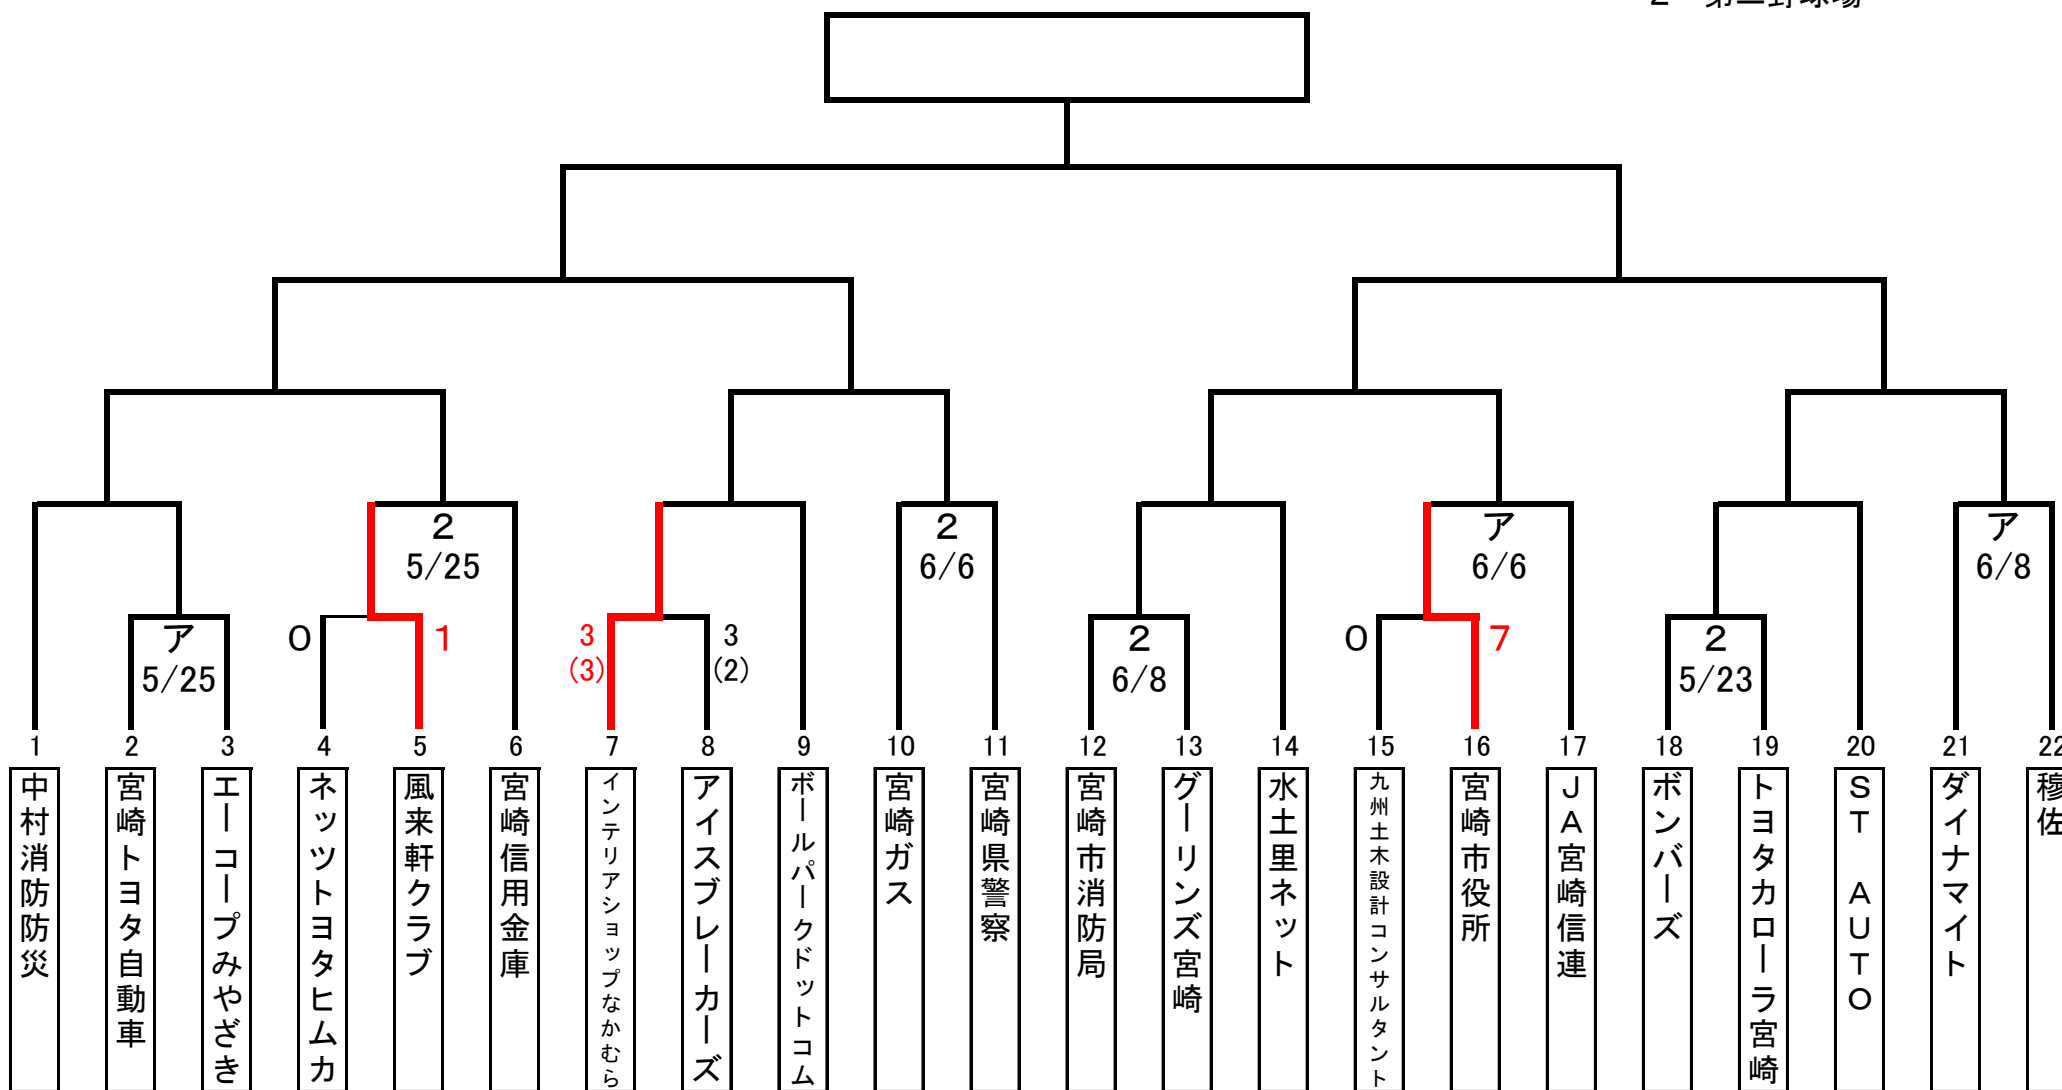 2
5/25
2
6/6
ア
6/6
ア
6/8
ア
5/25
0
1
3
(3)
3
(2)
2
6/8
0
7
2
5/23
1
2
3
4
5
6
7
8
9
10
11
12
13
14
15
16
17
18
19
20
21
22
中村消防防災
宮崎トヨタ自動車
エーコープみやざき
ネッツトヨタヒムカ
風来軒クラブ
宮崎信用金庫
インテリアショップなかむら
アイスブレーカーズ
ボールパークドットコム
宮崎ガス
宮崎県警察
宮崎市消防局
グーリンズ宮崎
水土里ネット
九州土木設計コンサルタント
宮崎市役所
JA宮崎信連
ボンバーズ
トヨタカローラ宮崎
ST AUTO
ダイナマイト
穆佐